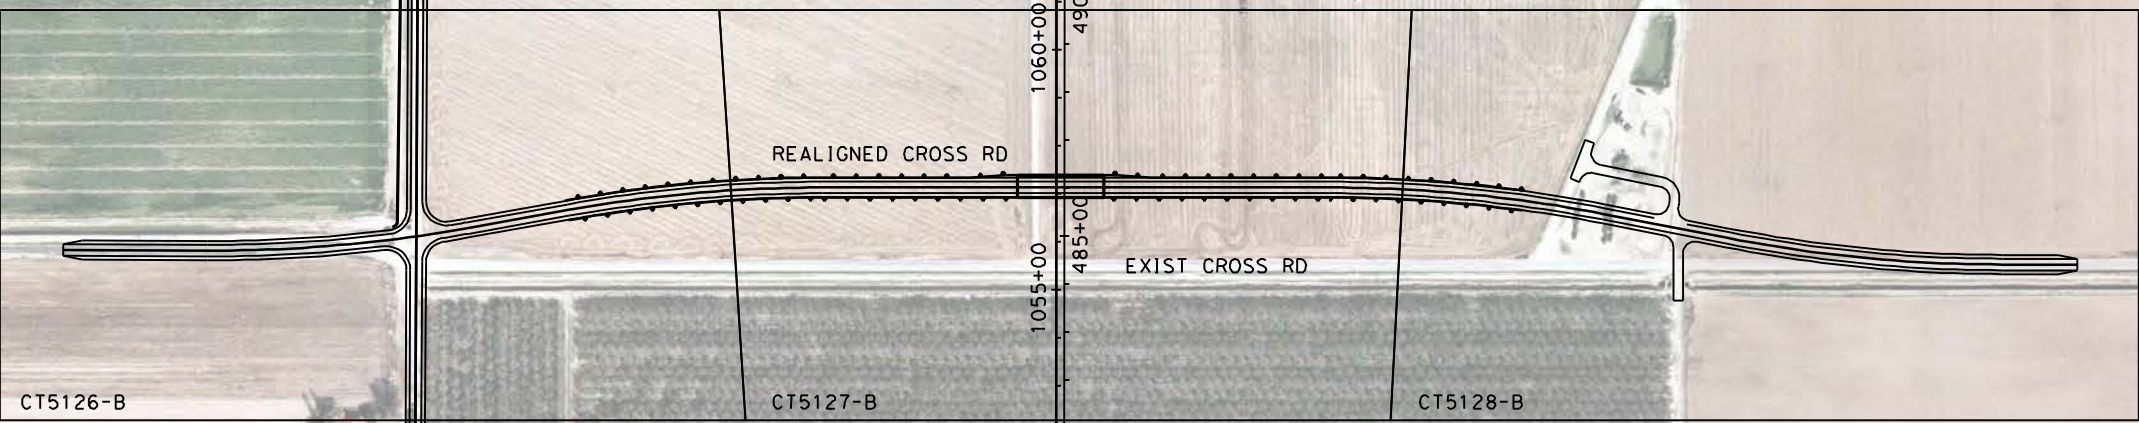 1060+00
490
REALIGNED CROSS RD
485+00
1055+00
EXIST CROSS RD
CT5126-B
CT5127-B
CT5128-B